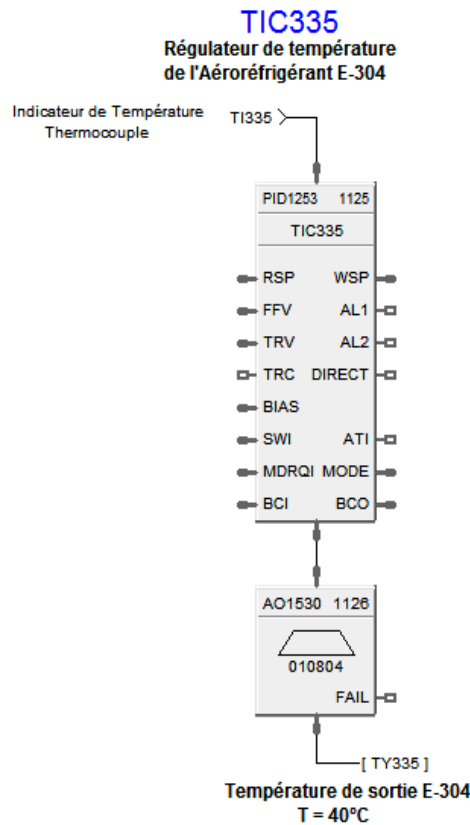 TIC335
Régulateur de température
de l'Aéroréfrigérant E-304
Indicateur de Température
Thermocouple
TI335
PID1253 1125
TIC335
RSP WSP
FFV AL1
TRV AL2
TRC DIRECT
BIAS
SWI ATI
MDRQI MODE
BCI BCO
AO1530 1126
010804
FAIL
[ TY335 ]
Température de sortie E-304
T = 40ºC